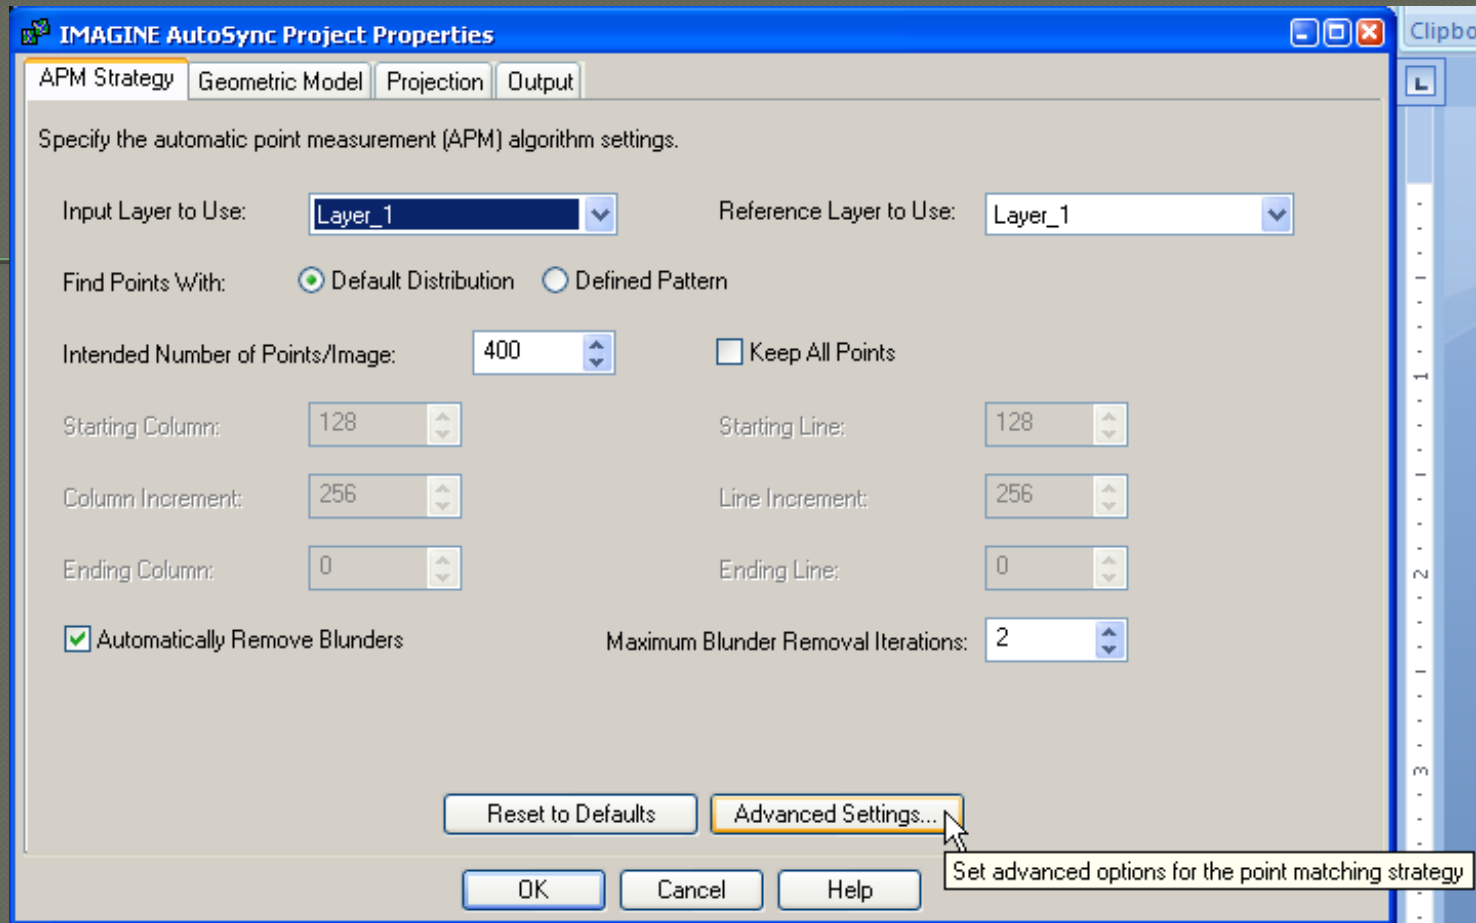 IMAGINE AutoSync Project Properties
Clipbo
APM Strategy Geometric Model Projection Output
L
Specify the automatic point measurement (APM) algorithm settings.
Input Layer to Use: Layer_1 Reference Layer to Use: Layer_1
Find Points With: Default Distribution Defined Pattern
Intended Number of Points/Image: 400 Keep All Points
1
Starting Column: 128 Starting Line: 128
Column Increment: 256 Line Increment: 256
Ending Column: 0 Ending Line: 0
2
Automatically Remove Blunders Maximum Blunder Removal Iterations: 2
3
Reset to Defaults Advanced Settings...
Set advanced options for the point matching strategy
OK Cancel Help